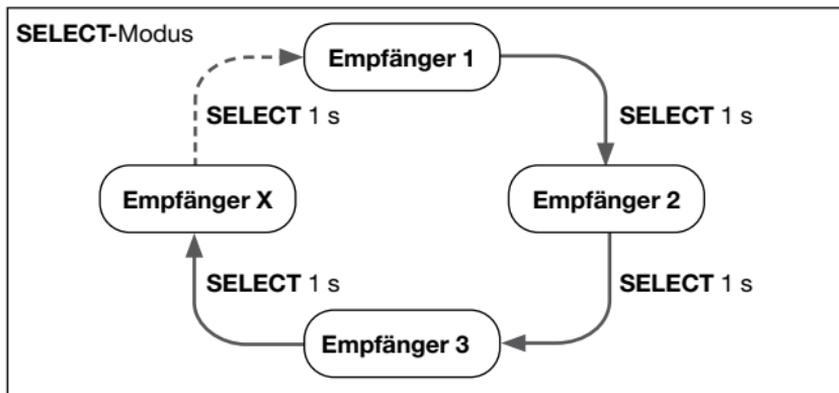 SELECT-Modus
Empfänger 1
SELECT 1 s
SELECT 1 s
Empfänger X
Empfänger 2
SELECT 1 s
SELECT 1 s
Empfänger 3